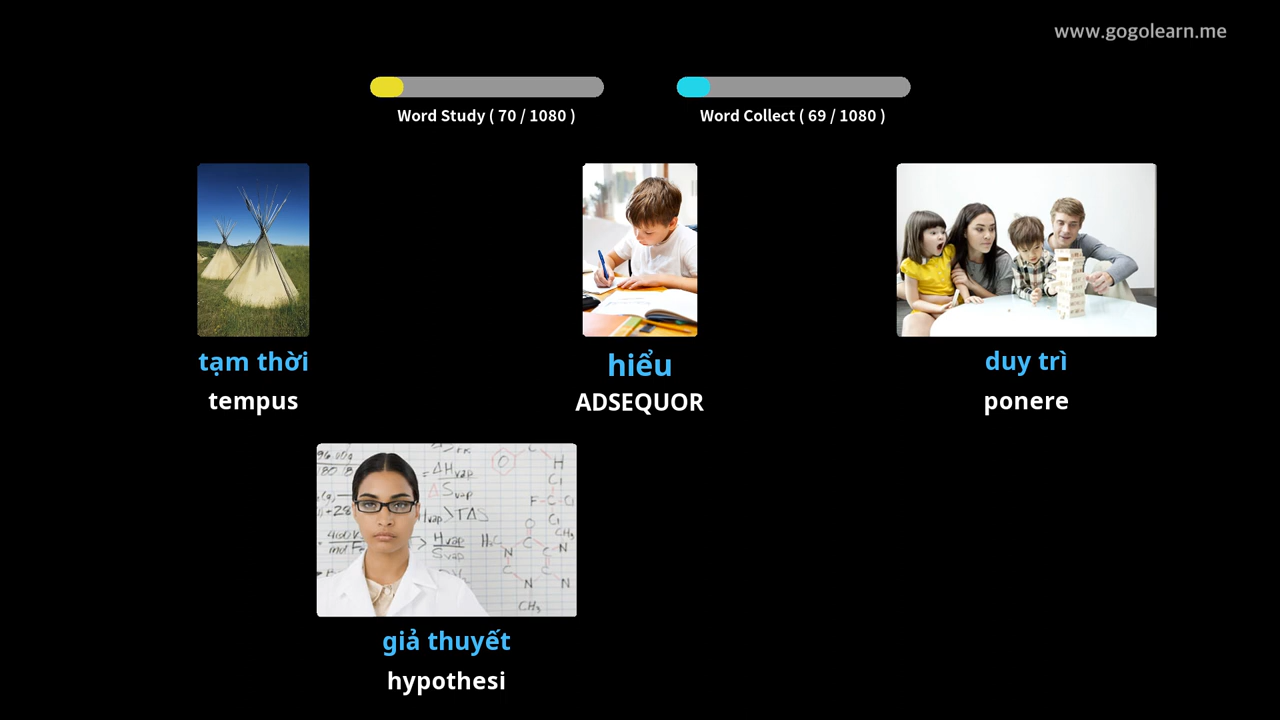 www.gogolearn.me
Word Study ( 70 / 1080 )
Word Collect ( 69 / 1080 )
tạm thời
tempus
hiểu
ADSEQUOR
duy trì
ponere
giả thuyết
hypothesi